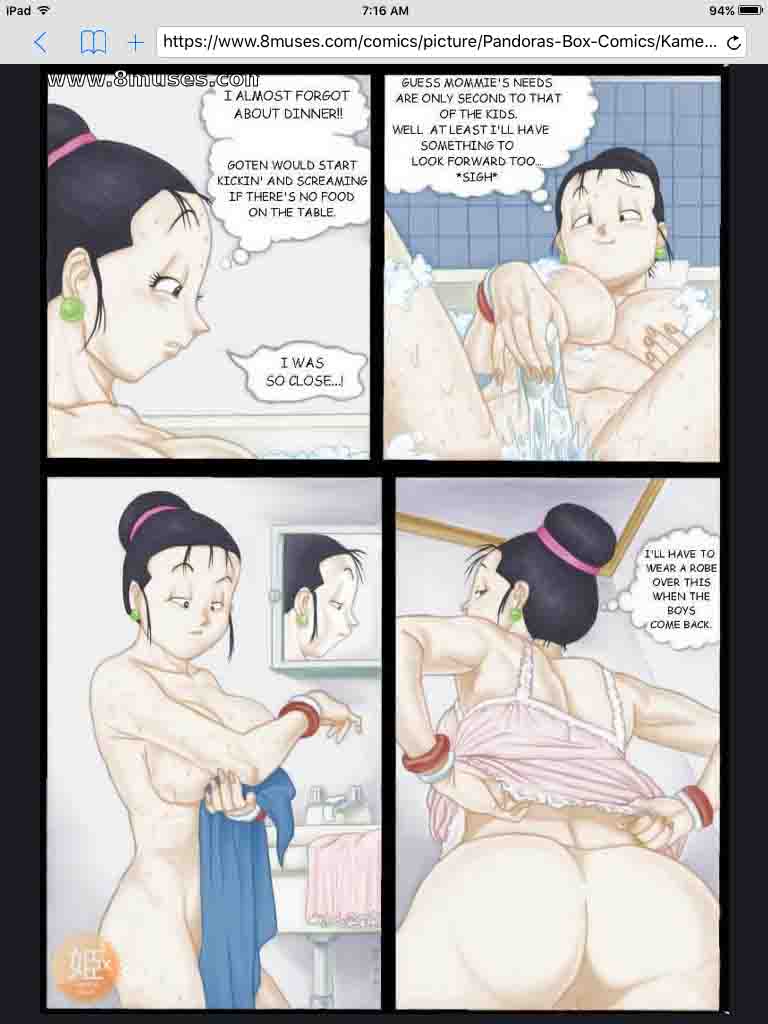 iPad
7:16 AM
94%
https://www.8muses.com/comics/picture/Pandoras-Box-Comics/Kame...
www.8muses.com
I ALMOST FORGOT
ABOUT DINNER!!
GOTEN WOULD START
KICKIN' AND SCREAMING
IF THERE'S NO FOOD
ON THE TABLE.
I WAS
SO CLOSE...!
GUESS MOMMIE'S NEEDS
ARE ONLY SECOND TO THAT
OF THE KIDS.
WELL AT LEAST I'LL HAVE
SOMETHING TO
LOOK FORWARD TOO...
*SIGH*
I'LL HAVE TO
WEAR A ROBE
OVER THIS
WHEN THE
BOYS
COME BACK.
姫